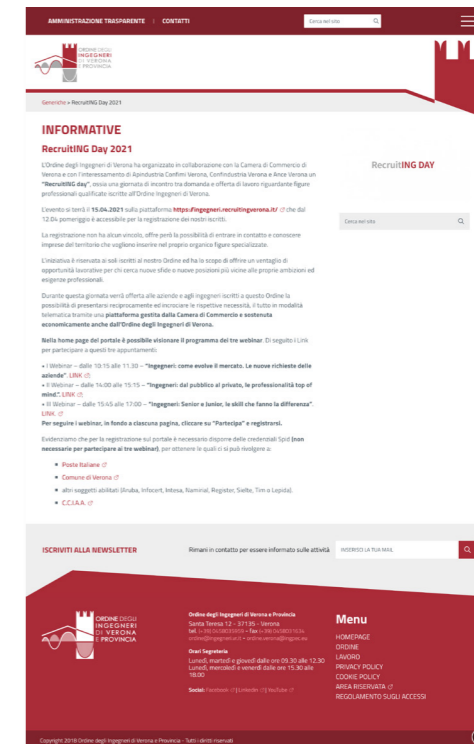 AMMINISTRAZIONE TRASPARENTE | CONTATTI
Cerca nel sito
ORDINE DEGLI
INGEGNERI
DI VERONA
E PROVINCIA
Generiche » RecruitING Day 2021
INFORMATIVE
RecruitING Day 2021
L'Ordine degli Ingegneri di Verona ha organizzato in collaborazione con la Camera di Commercio di
Verona e con l'interessamento di Apindustria Confimi Verona, Confindustria Verona e Ance Verona un
"RecruitING day", ossia una giornata di incontro tra domanda e offerta di lavoro riguardante figure
professionali qualificate iscritte all'Ordine Ingegneri di Verona.
L'evento si terrà il 15.04.2021 sulla piattaforma https://ingegneri.recruitingverona.it/ che dal
12.04 pomeriggio è accessibile per la registrazione dei nostri iscritti.
La registrazione non ha alcun vincolo, offre però la possibilità di entrare in contatto e conoscere
imprese del territorio che vogliono inserire nel proprio organico figure specializzate.
L'iniziativa è riservata ai soli iscritti al nostro Ordine ed ha lo scopo di offrire un ventaglio di
opportunità lavorative per chi cerca nuove sfide o nuove posizioni più vicine alle proprie ambizioni ed
esigenze professionali.
Durante questa giornata verrà offerta alle aziende e agli ingegneri iscritti a questo Ordine la
possibilità di presentarsi reciprocamente ed incrociare le rispettive necessità, il tutto in modalità
telematica tramite una piattaforma gestita dalla Camera di Commercio e sostenuta
economicamente anche dall'Ordine degli Ingegneri di Verona.
Nella home page del portale è possibile visionare il programma dei tre webinar. Di seguito i Link
per partecipare a questi tre appuntamenti:
• I Webinar – dalle 10:15 alle 11.30 – "Ingegneri: come evolve il mercato. Le nuove richieste delle
aziende". LINK
• II Webinar – dalle 14:00 alle 15:15 – "Ingegneri: dal pubblico al privato, le professionalità top of
mind.". LINK
• III Webinar – dalle 15:45 alle 17:00 – "Ingegneri: Senior e Junior, le skill che fanno la differenza".
LINK
Per seguire i webinar, in fondo a ciascuna pagina, cliccare su "Partecipa" e registrarsi.
Evidenziamo che per la registrazione sul portale è necessario disporre delle credenziali Spid (non
necessarie per partecipare ai tre webinar), per ottenere le quali ci si può rivolgere a:
Poste Italiane
Comune di Verona
altri soggetti abilitati (Aruba, Infocert, Intesa, Namirial, Register, Sielte, Tim o Lepida).
C.C.I.A.A.
RecruitING DAY
Cerca nel sito
ISCRIVITI ALLA NEWSLETTER
Rimani in contatto per essere informato sulle attività
INSERISCI LA TUA MAIL
ORDINE DEGLI
INGEGNERI
DI VERONA
E PROVINCIA
Ordine degli Ingegneri di Verona e Provincia
Santa Teresa 12 - 37135 - Verona
Orari Segreteria
Lunedì, martedì e giovedì dalle ore 09.30 alle 12.30
Lunedì, mercoledì e venerdì dalle ore 15.30 alle
18.00
Social: Facebook | LinkedIn | YouTube
Menu
HOMEPAGE
ORDINE
LAVORO
PRIVACY POLICY
COOKIE POLICY
AREA RISERVATA
REGOLAMENTO SUGLI ACCESSI
Copyright 2018 Ordine degli Ingegneri di Verona e Provincia - Tutti i diritti riservati